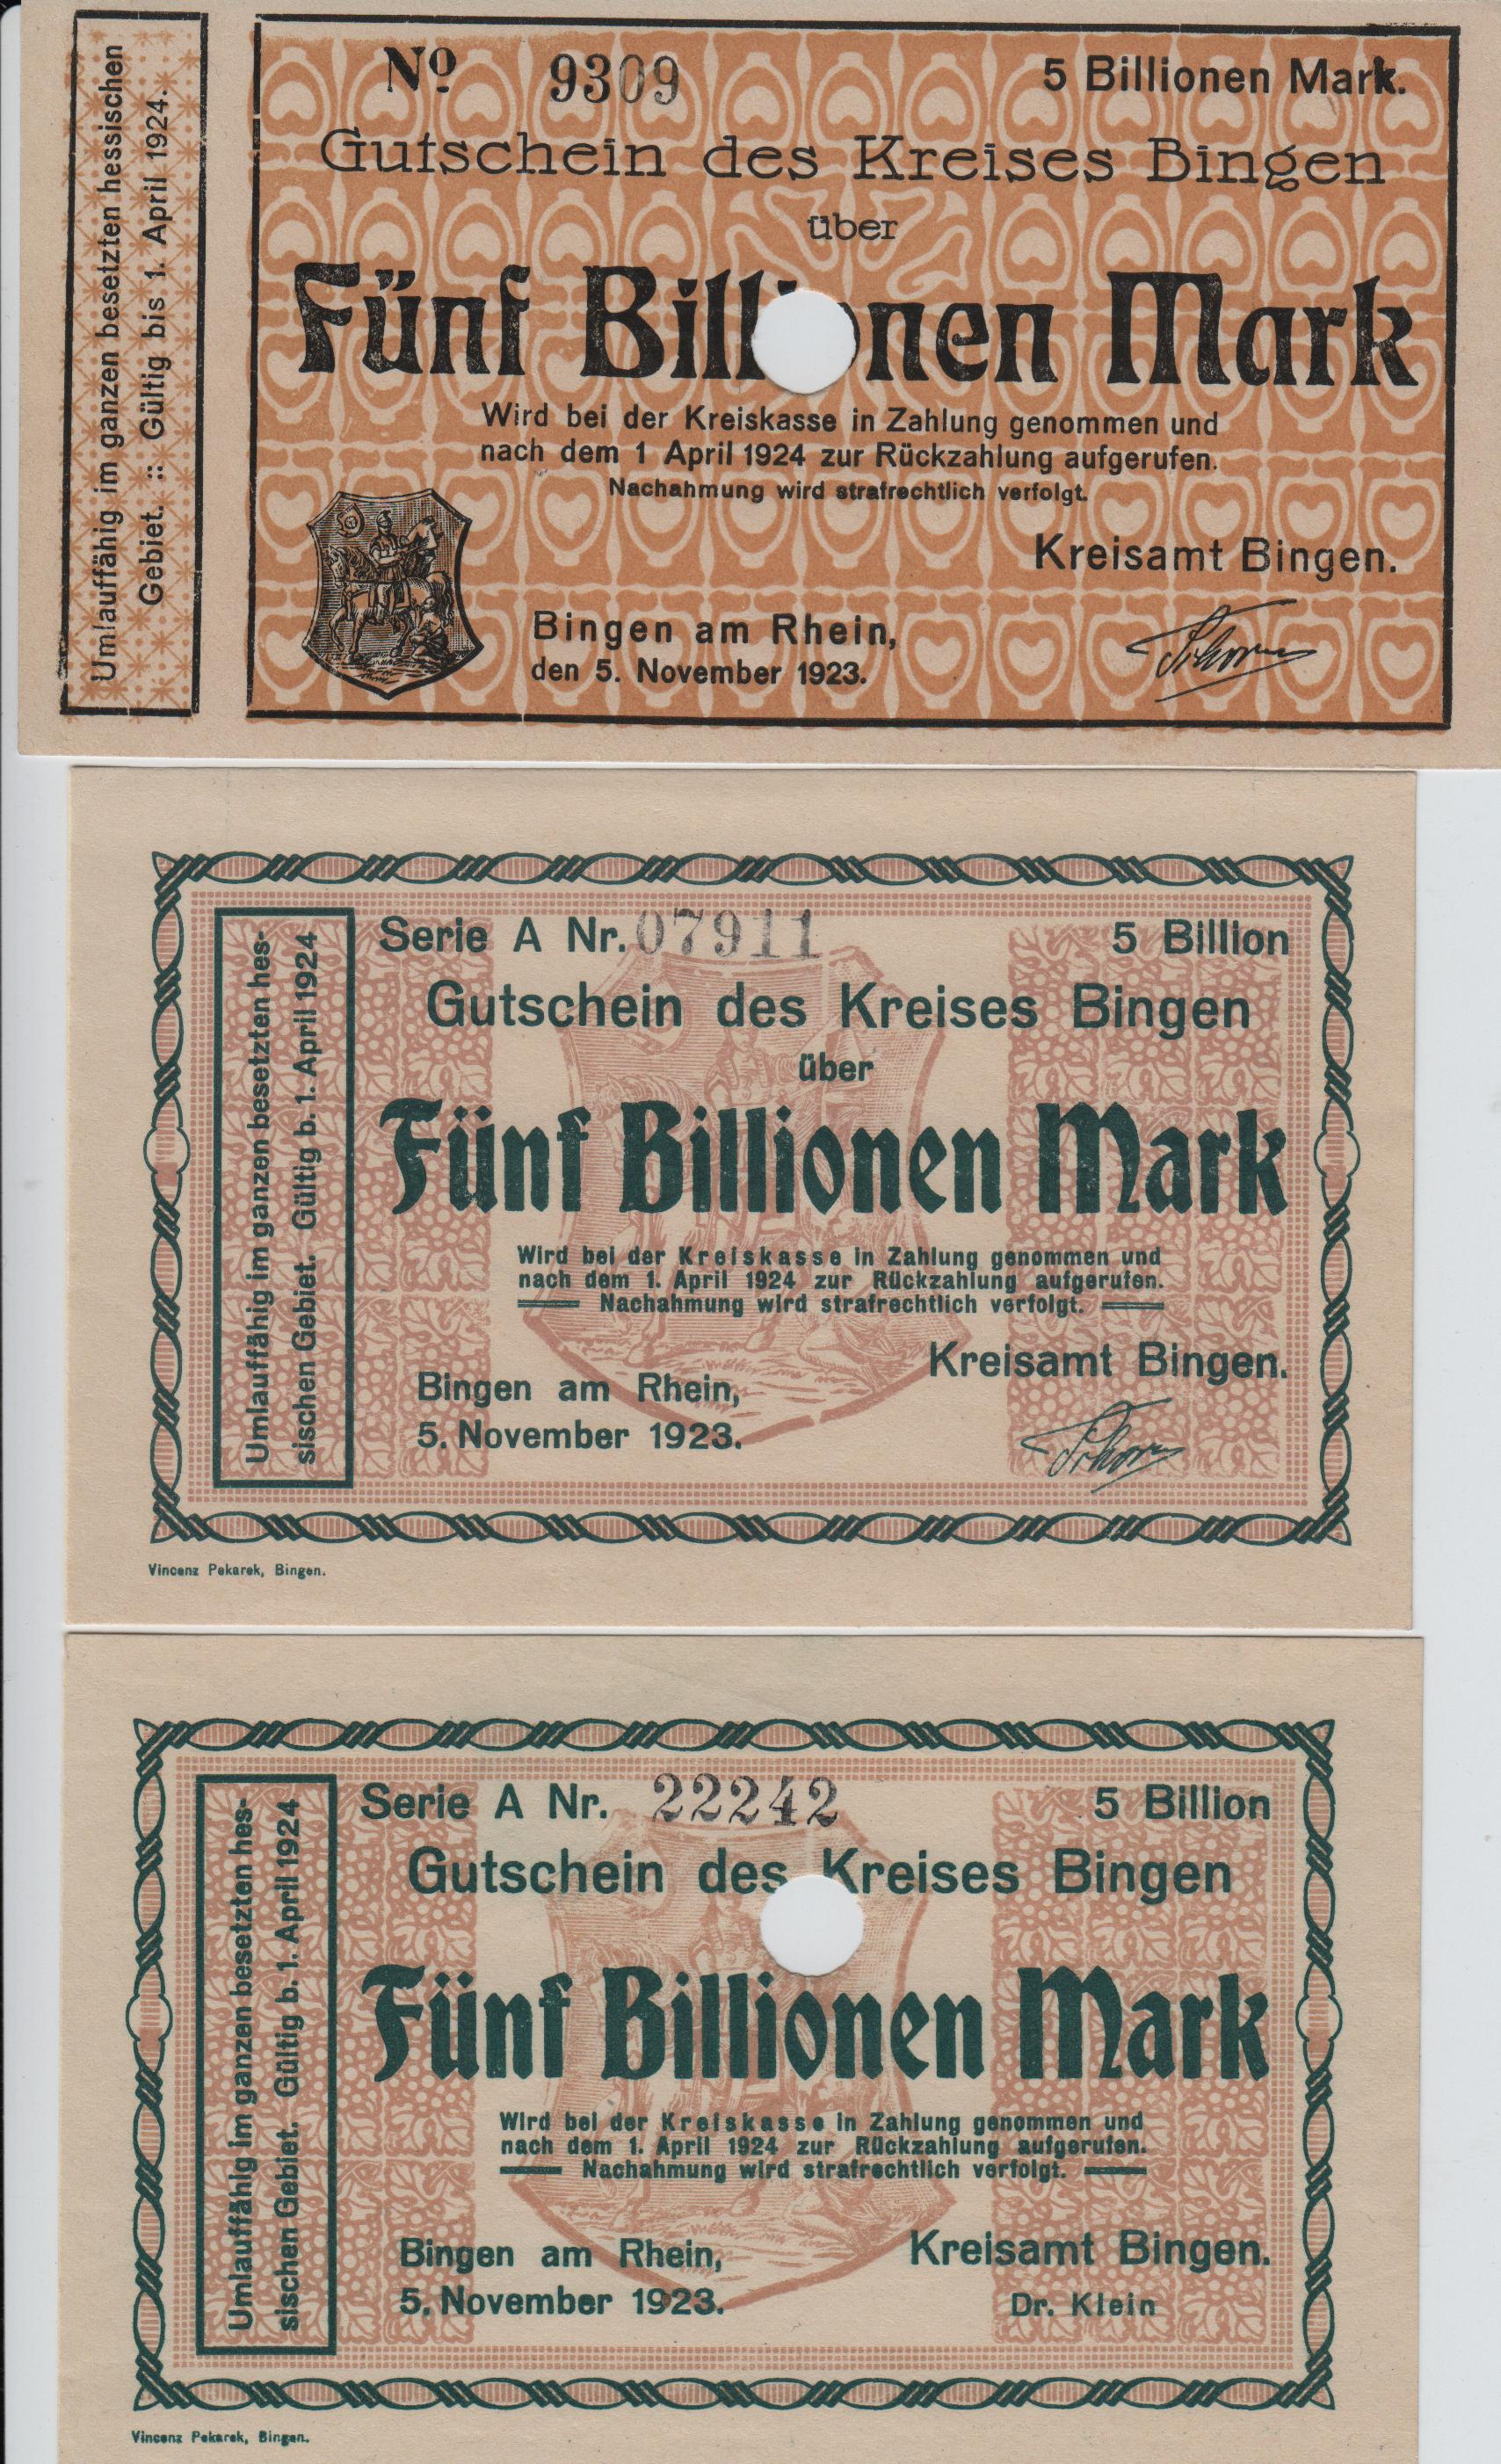 Umlauffähig im ganzen besetzten hessischen
Gebiet. :: Gültig bis 1. April 1924.
Nº 9309 5 Billionen Mark.
Gutschein des Kreises Bingen
über
Fünf Bill nen Mark
Wird bei der Kreiskasse in Zahlung genommen und
nach dem 1 April 1924 zur Rückzahlung aufgerufen.
Nachahmung wird strafrechtlich verfolgt.
Kreisamt Bingen.
Bingen am Rhein,
den 5. November 1923.
Umlauffähig im ganzen besetzten hes-
sischen Gebiet. Gültig b. 1. April 1924
Serie A Nr. 07911 5 Billion
Gutschein des Kreises Bingen
über
Fünf Billionen Mark
Wird bei der Kreiskasse in Zahlung genommen und
nach dem 1. April 1924 zur Rückzahlung aufgerufen.
Nachahmung wird strafrechtlich verfolgt.
Kreisamt Bingen.
Bingen am Rhein,
5. November 1923.
Vincenz Pekarek, Bingen.
Umlauffähig im ganzen besetzten hes-
sischen Gebiet. Gültig b. 1. April 1924
Serie A Nr. 22242 5 Billion
Gutschein des Kreises Bingen
Fünf Billionen Mark
Wird bei der Kreiskasse in Zahlung genommen und
nach dem 1. April 1924 zur Rückzahlung aufgerufen.
Nachahmung wird strafrechtlich verfolgt.
Bingen am Rhein,
5. November 1923.
Kreisamt Bingen.
Dr. Klein
Vincenz Pekarek, Bingen.